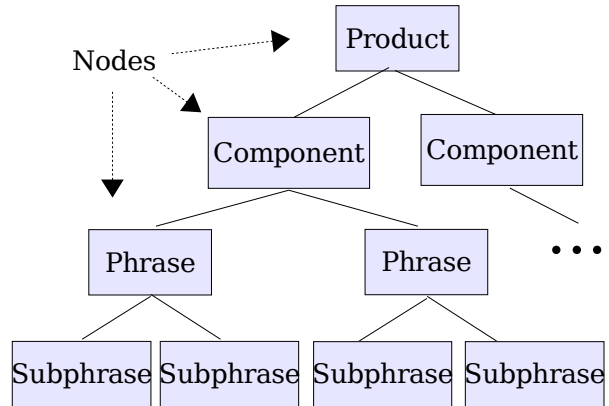 Product
Nodes
Component
Component
Phrase
Phrase
...
Subphrase
Subphrase
Subphrase
Subphrase